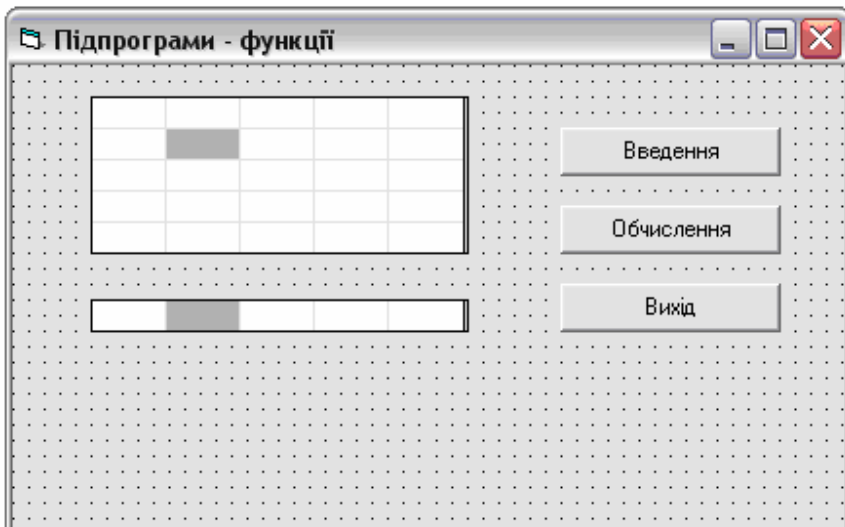 Підпрограми - функції
Введення
Обчислення
Вихід